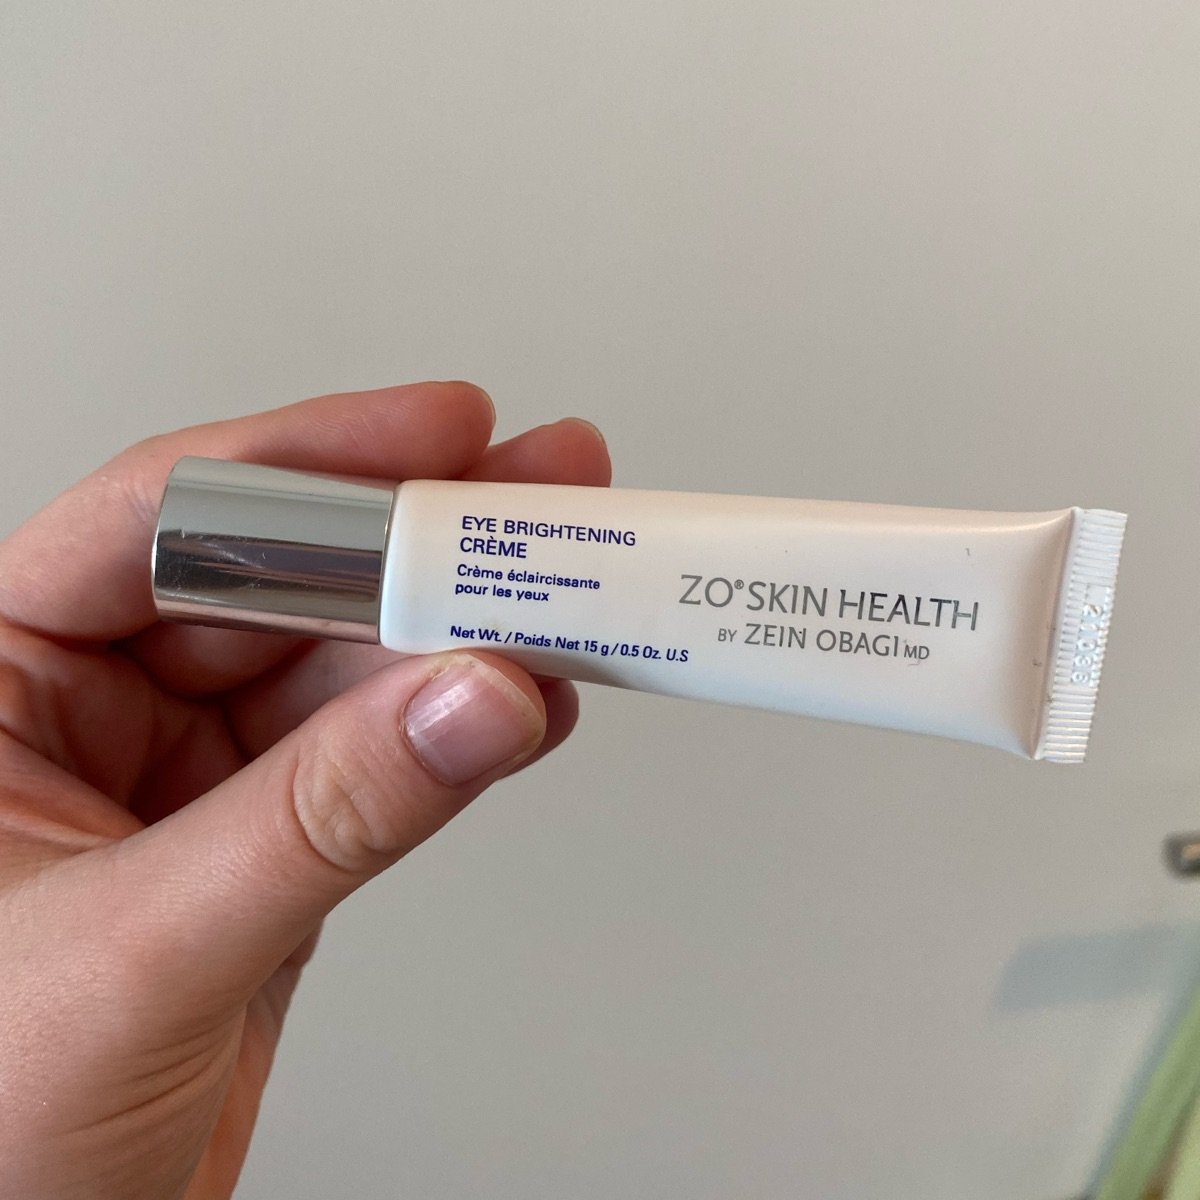 EYE BRIGHTENING
CRÈME
Crème éclaircissante
pour les yeux
Net Wt. / Poids Net 15 g / 0.5 Oz. U.S
ZO® SKIN HEALTH
BY ZEIN OBAGI MD